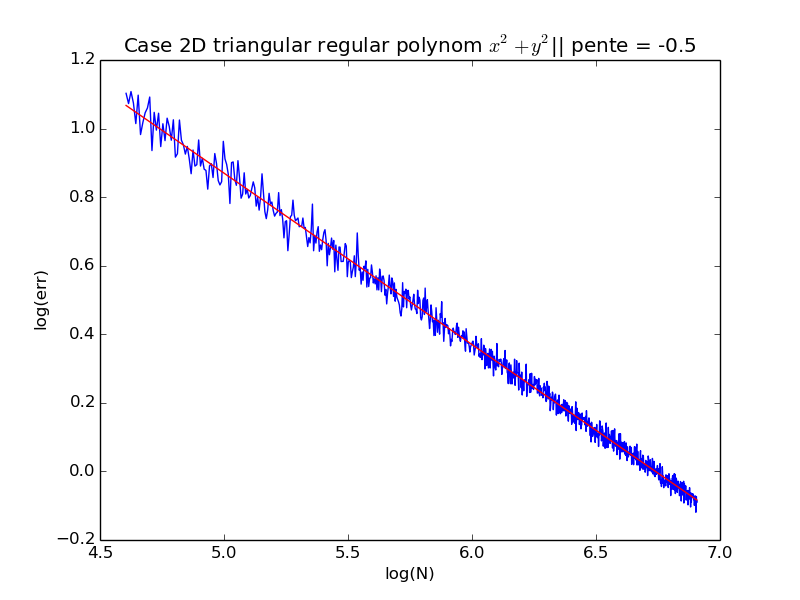 Case 2D triangular regular polynom x² + y²|| pente = -0.5
1.2
1.0
0.8
0.6
0.4
0.2
0.0
−0.2
log(err)
4.5 5.0 5.5 6.0 6.5 7.0
log(N)